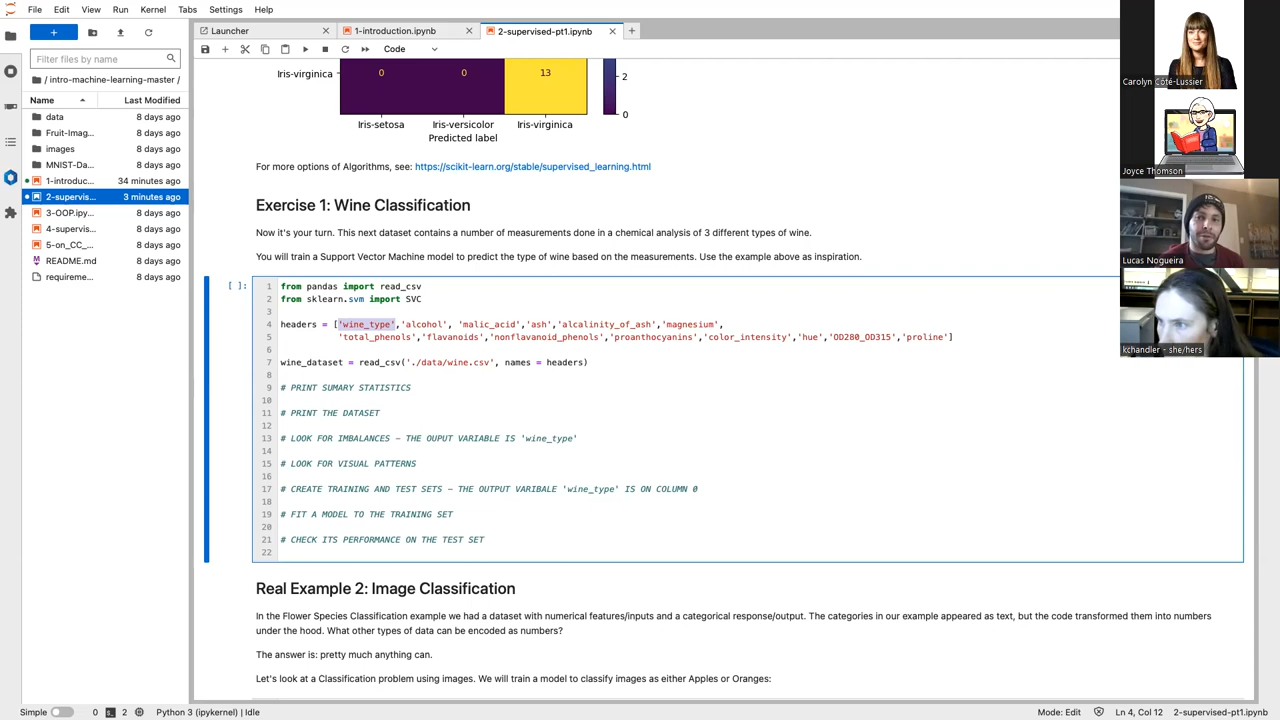 File Edit View Run Kernel Tabs Settings Help
Launcher
1-introduction.ipynb
2-supervised-pt1.ipynb
Code
Filter files by name
/ intro-machine-learning-master /
Name Last Modified
data 8 days ago
Fruit-Imag... 8 days ago
images 8 days ago
MNIST-Da... 8 days ago
1-introduc... 34 minutes ago
2-supervis... 3 minutes ago
3-OOP.ipy... 8 days ago
4-supervis... 8 days ago
5-on_CC_... 8 days ago
README.md 8 days ago
requireme... 8 days ago
Iris-virginica 0 0 13
2
0
Iris-setosa Iris-versicolor Iris-virginica
Predicted label
For more options of Algorithms, see: https://scikit-learn.org/stable/supervised_learning.html
Exercise 1: Wine Classification
Now it's your turn. This next dataset contains a number of measurements done in a chemical analysis of 3 different types of wine.
You will train a Support Vector Machine model to predict the type of wine based on the measurements. Use the example above as inspiration.
[ ]:
1 from pandas import read_csv
2 from sklearn.svm import SVC
3
4 headers = ['wine_type','alcohol', 'malic_acid','ash','alcalinity_of_ash','magnesium',
5 'total_phenols','flavanoids','nonflavanoid_phenols','proanthocyanins','color_intensity','hue','OD280_OD315','proline']
6
7 wine_dataset = read_csv('./data/wine.csv', names = headers)
8
9 # PRINT SUMARY STATISTICS
10
11 # PRINT THE DATASET
12
13 # LOOK FOR IMBALANCES – THE OUPUT VARIABLE IS 'wine_type'
14
15 # LOOK FOR VISUAL PATTERNS
16
17 # CREATE TRAINING AND TEST SETS – THE OUTPUT VARIBALE 'wine_type' IS ON COLUMN 0
18
19 # FIT A MODEL TO THE TRAINING SET
20
21 # CHECK ITS PERFORMANCE ON THE TEST SET
22
Real Example 2: Image Classification
In the Flower Species Classification example we had a dataset with numerical features/inputs and a categorical response/output. The categories in our example appeared as text, but the code transformed them into numbers
under the hood. What other types of data can be encoded as numbers?
The answer is: pretty much anything can.
Let's look at a Classification problem using images. We will train a model to classify images as either Apples or Oranges:
Carolyn Côté-Lussier
Joyce Thomson
Lucas Nogueira
kchandler - she/hers
Simple 0 2 Python 3 (ipykernel) | Idle Mode: Edit Ln 4, Col 12 2-supervised-pt1.ipynb